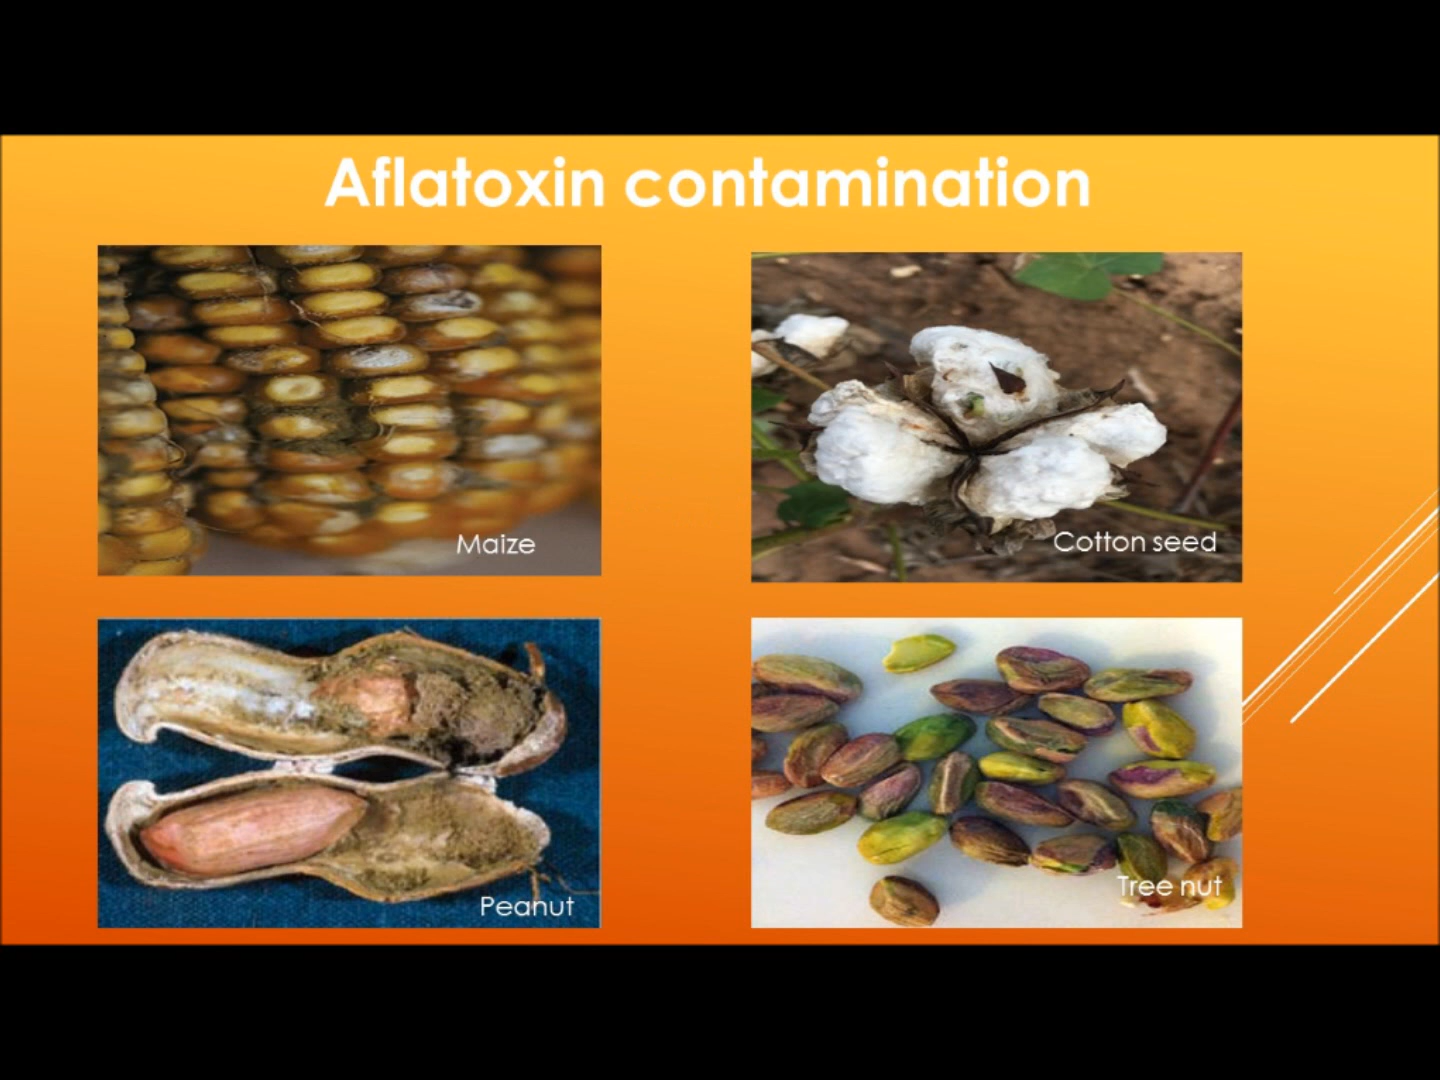 Aflatoxin contamination
Maize
Cotton seed
Peanut
Tree nut